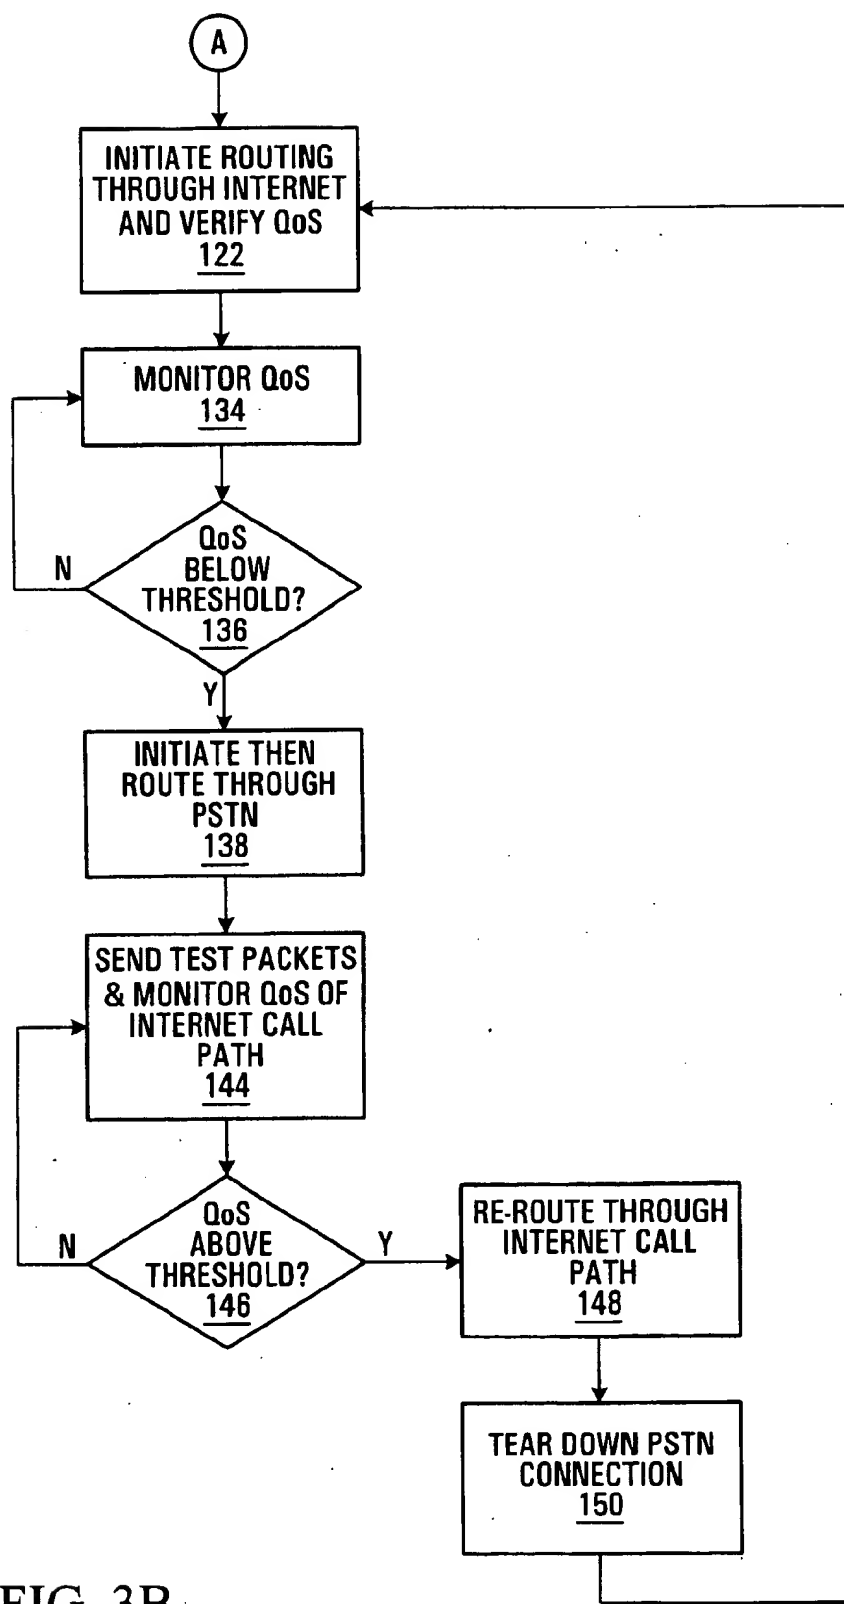 A
INITIATE ROUTING
THROUGH INTERNET
AND VERIFY QoS
122
MONITOR QoS
134
QoS
BELOW
THRESHOLD?
136
N
Y
INITIATE THEN
ROUTE THROUGH
PSTN
138
SEND TEST PACKETS
& MONITOR QoS OF
INTERNET CALL
PATH
144
QoS
ABOVE
THRESHOLD?
146
N
Y
RE-ROUTE THROUGH
INTERNET CALL
PATH
148
TEAR DOWN PSTN
CONNECTION
150
FIG. 3B